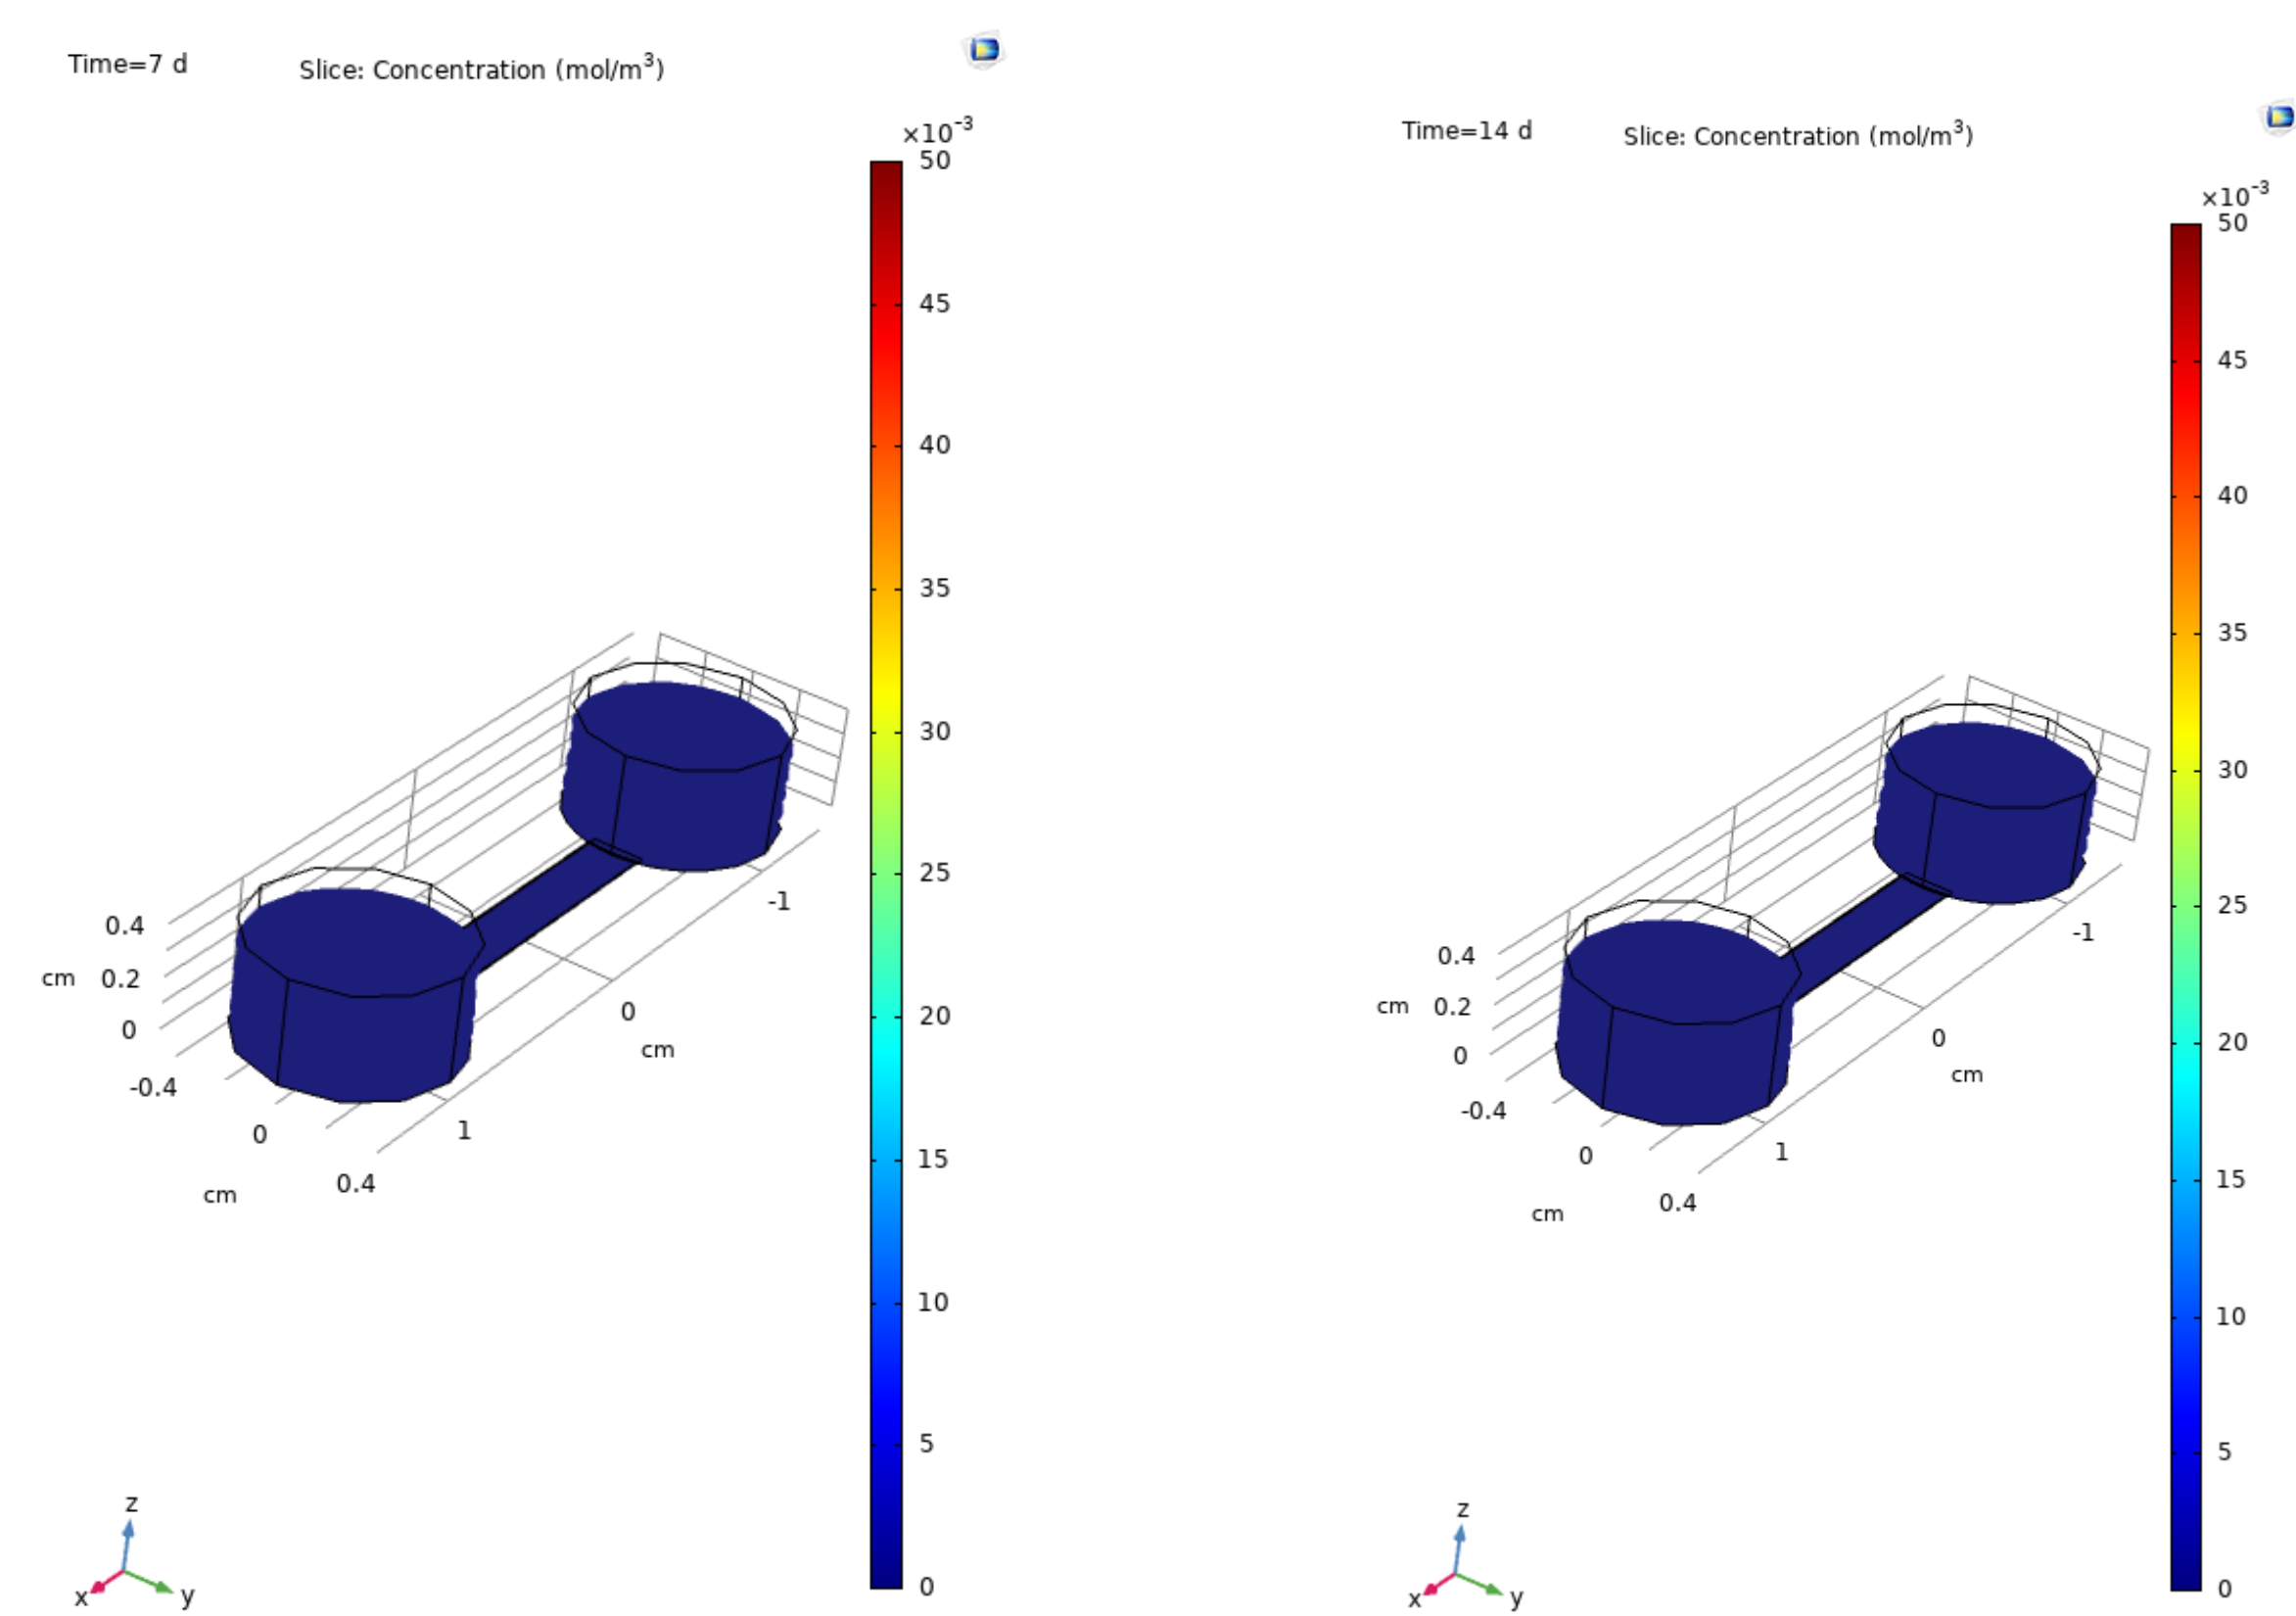 Time=7 d
Slice: Concentration (mol/m³)
×10⁻³
50
45
40
35
30
25
20
15
10
5
0
0.4
cm 0.2
0
-0.4
0
cm
0.4
1
0
cm
-1
z
x
y
Time=14 d
Slice: Concentration (mol/m³)
×10⁻³
50
45
40
35
30
25
20
15
10
5
0
0.4
cm 0.2
0
-0.4
0
cm
0.4
1
0
cm
-1
z
x
y